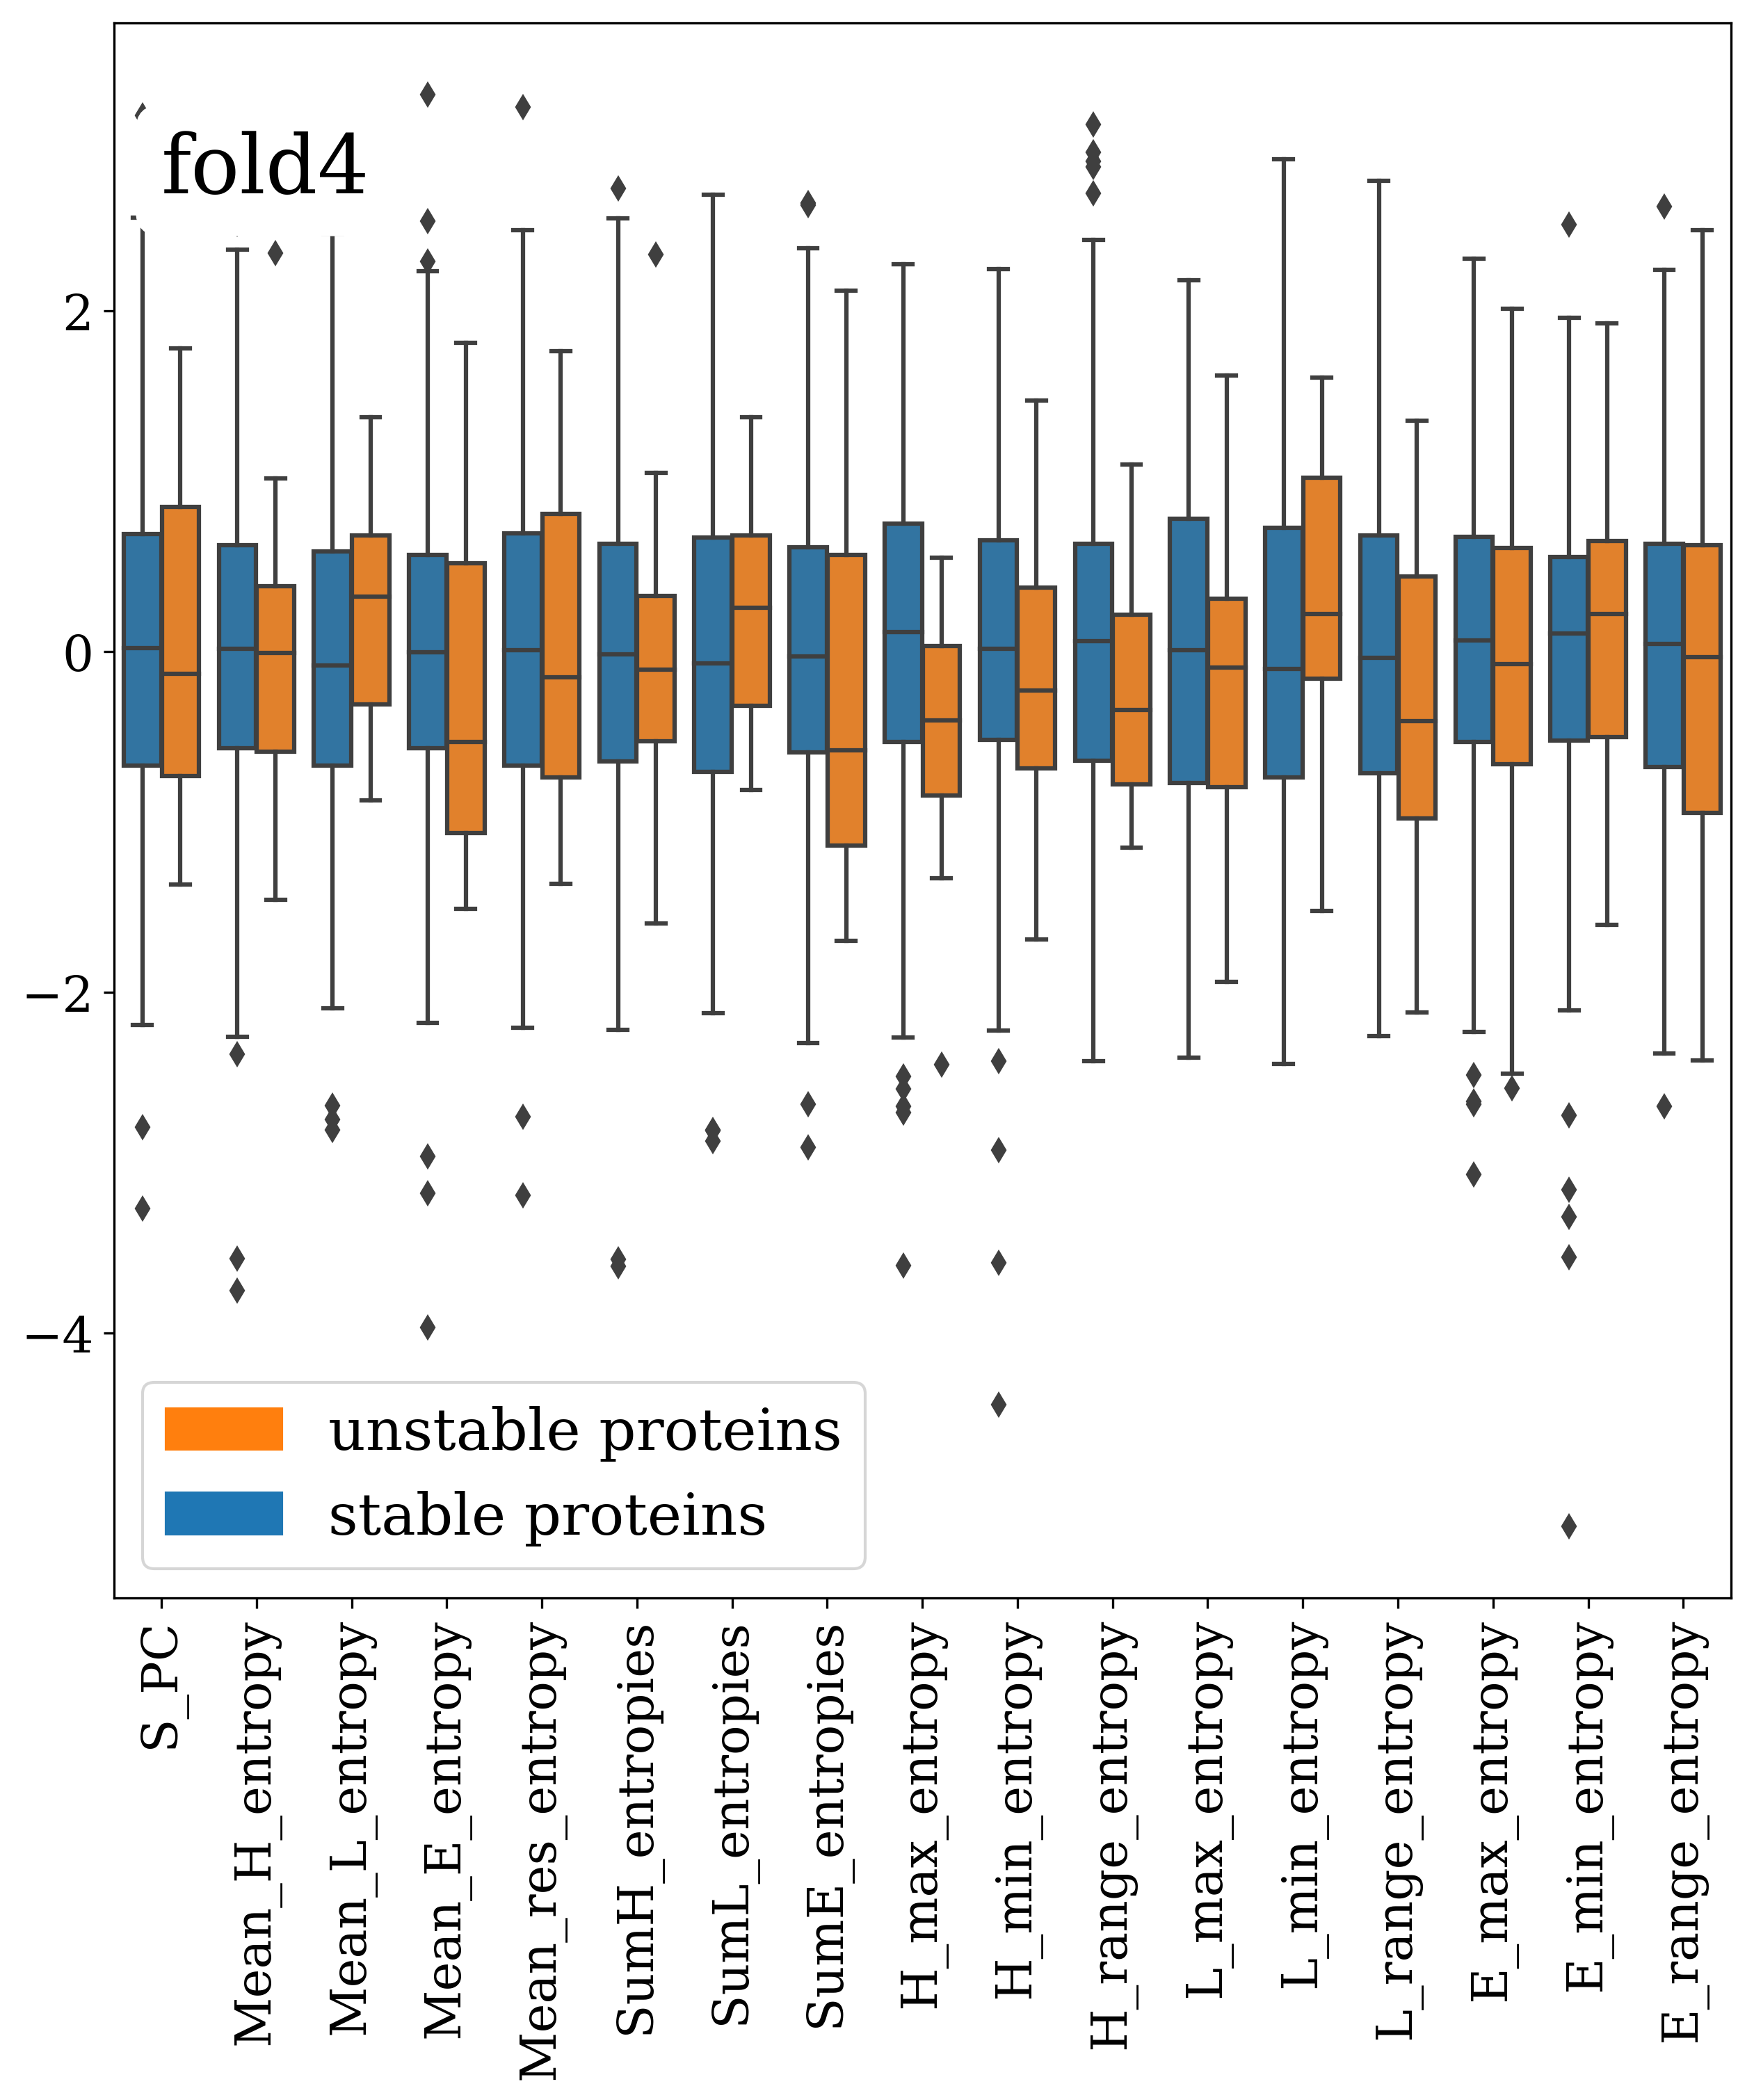 fold4
2
0
−2
−4
unstable proteins
stable proteins
S_PC
Mean_H_entropy
Mean_L_entropy
Mean_E_entropy
Mean_res_entropy
SumH_entropies
SumL_entropies
SumE_entropies
H_max_entropy
H_min_entropy
H_range_entropy
L_max_entropy
L_min_entropy
L_range_entropy
E_max_entropy
E_min_entropy
E_range_entropy